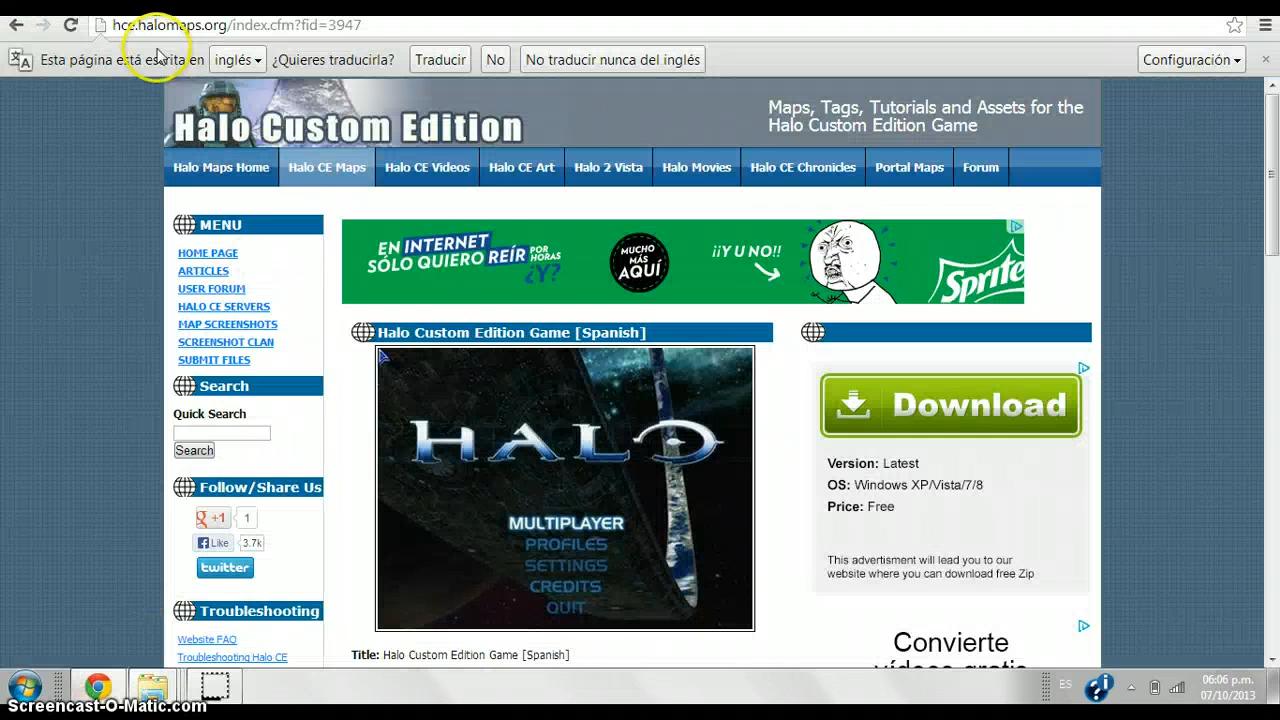 hce.halomaps.org/index.cfm?fid=3947
Esta página está escrita en inglés ¿Quieres traducirla? Traducir No No traducir nunca del inglés Configuración
Halo Custom Edition
Maps, Tags, Tutorials and Assets for the
Halo Custom Edition Game
Halo Maps Home Halo CE Maps Halo CE Videos Halo CE Art Halo 2 Vista Halo Movies Halo CE Chronicles Portal Maps Forum
MENU
HOME PAGE
ARTICLES
USER FORUM
HALO CE SERVERS
MAP SCREENSHOTS
SCREENSHOT CLAN
SUBMIT FILES
Search
Quick Search
Search
Follow/Share Us
g +1 1
Like 3.7k
twitter
Troubleshooting
Website FAQ
Troubleshooting Halo CE
EN INTERNET
SÓLO QUIERO REÍR POR HORAS
¿Y?
MUCHO
MÁS
AQUÍ
¡¡Y U NO!!
Sprite
Halo Custom Edition Game [Spanish]
HALO
MULTIPLAYER
PROFILES
SETTINGS
CREDITS
QUIT
Title: Halo Custom Edition Game [Spanish]
Download
Version: Latest
OS: Windows XP/Vista/7/8
Price: Free
This advertisment will lead you to our
website where you can download free Zip
Convierte
vídeos gratis
ES
06:06 p.m.
07/10/2013
Screencast-O-Matic.com